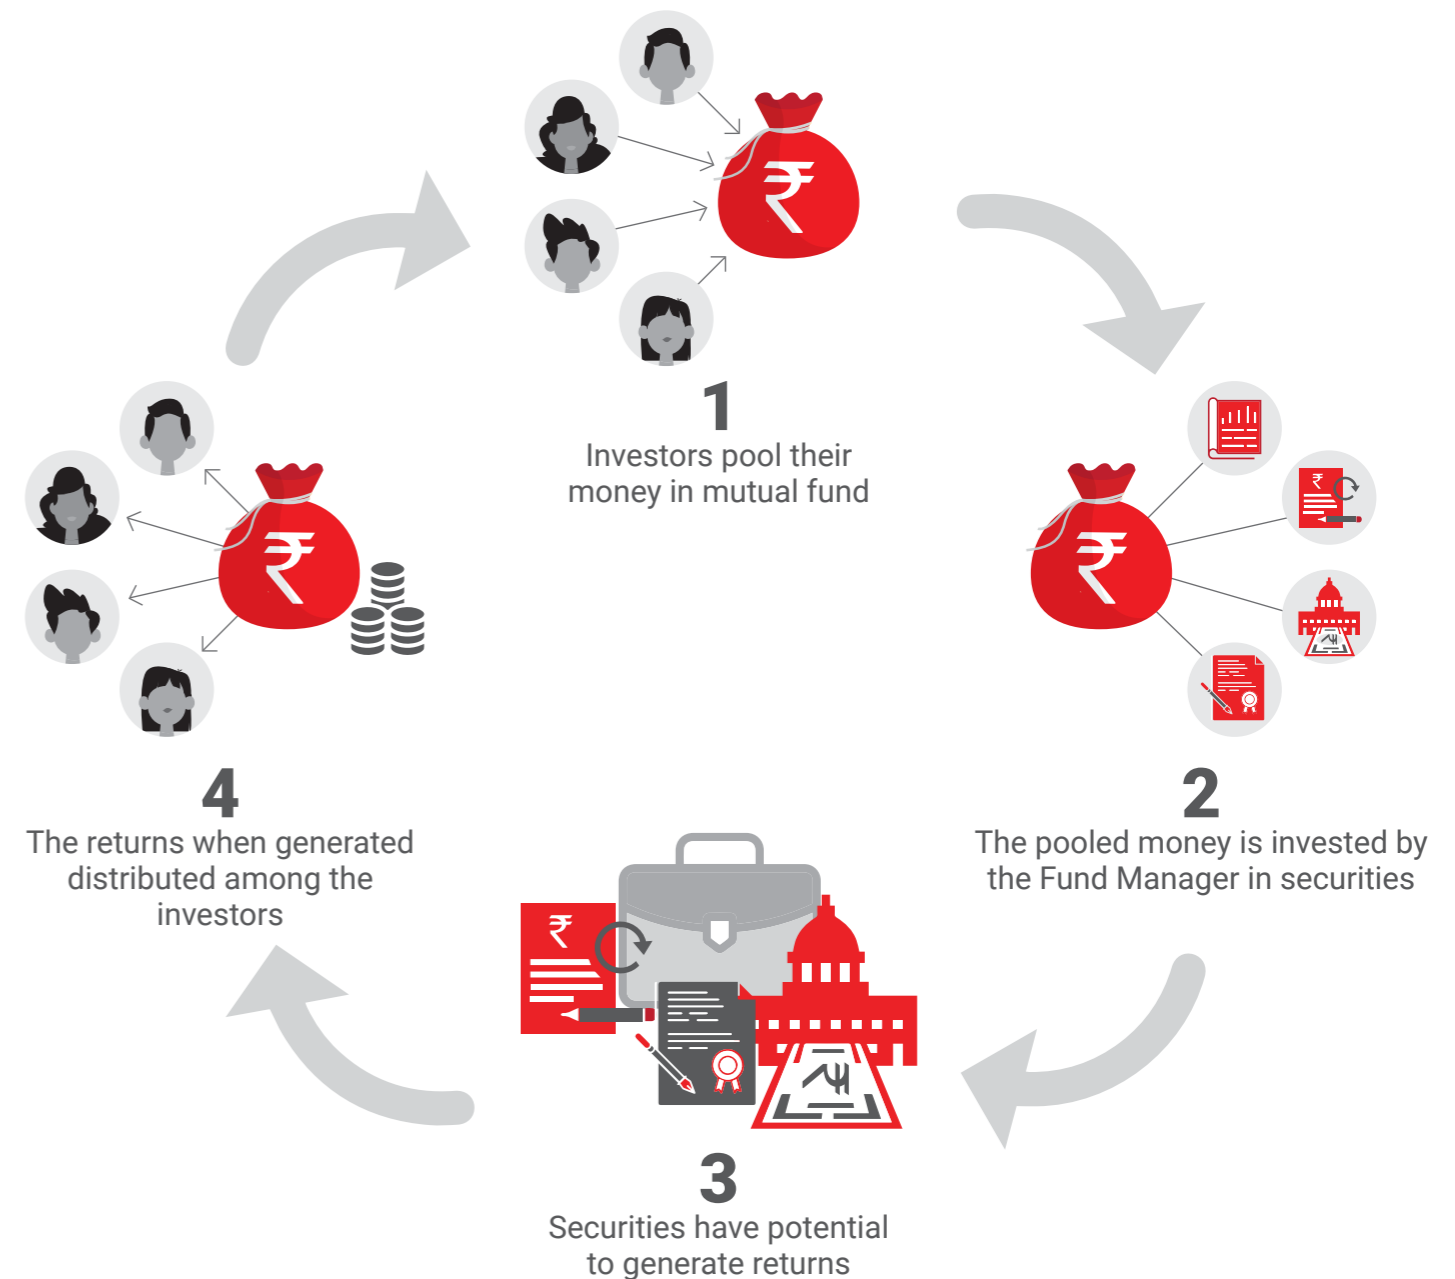 ₹
1
Investors pool their
money in mutual fund
₹
₹
2
The pooled money is invested by
the Fund Manager in securities
₹
3
Securities have potential
to generate returns
₹
4
The returns when generated
distributed among the
investors